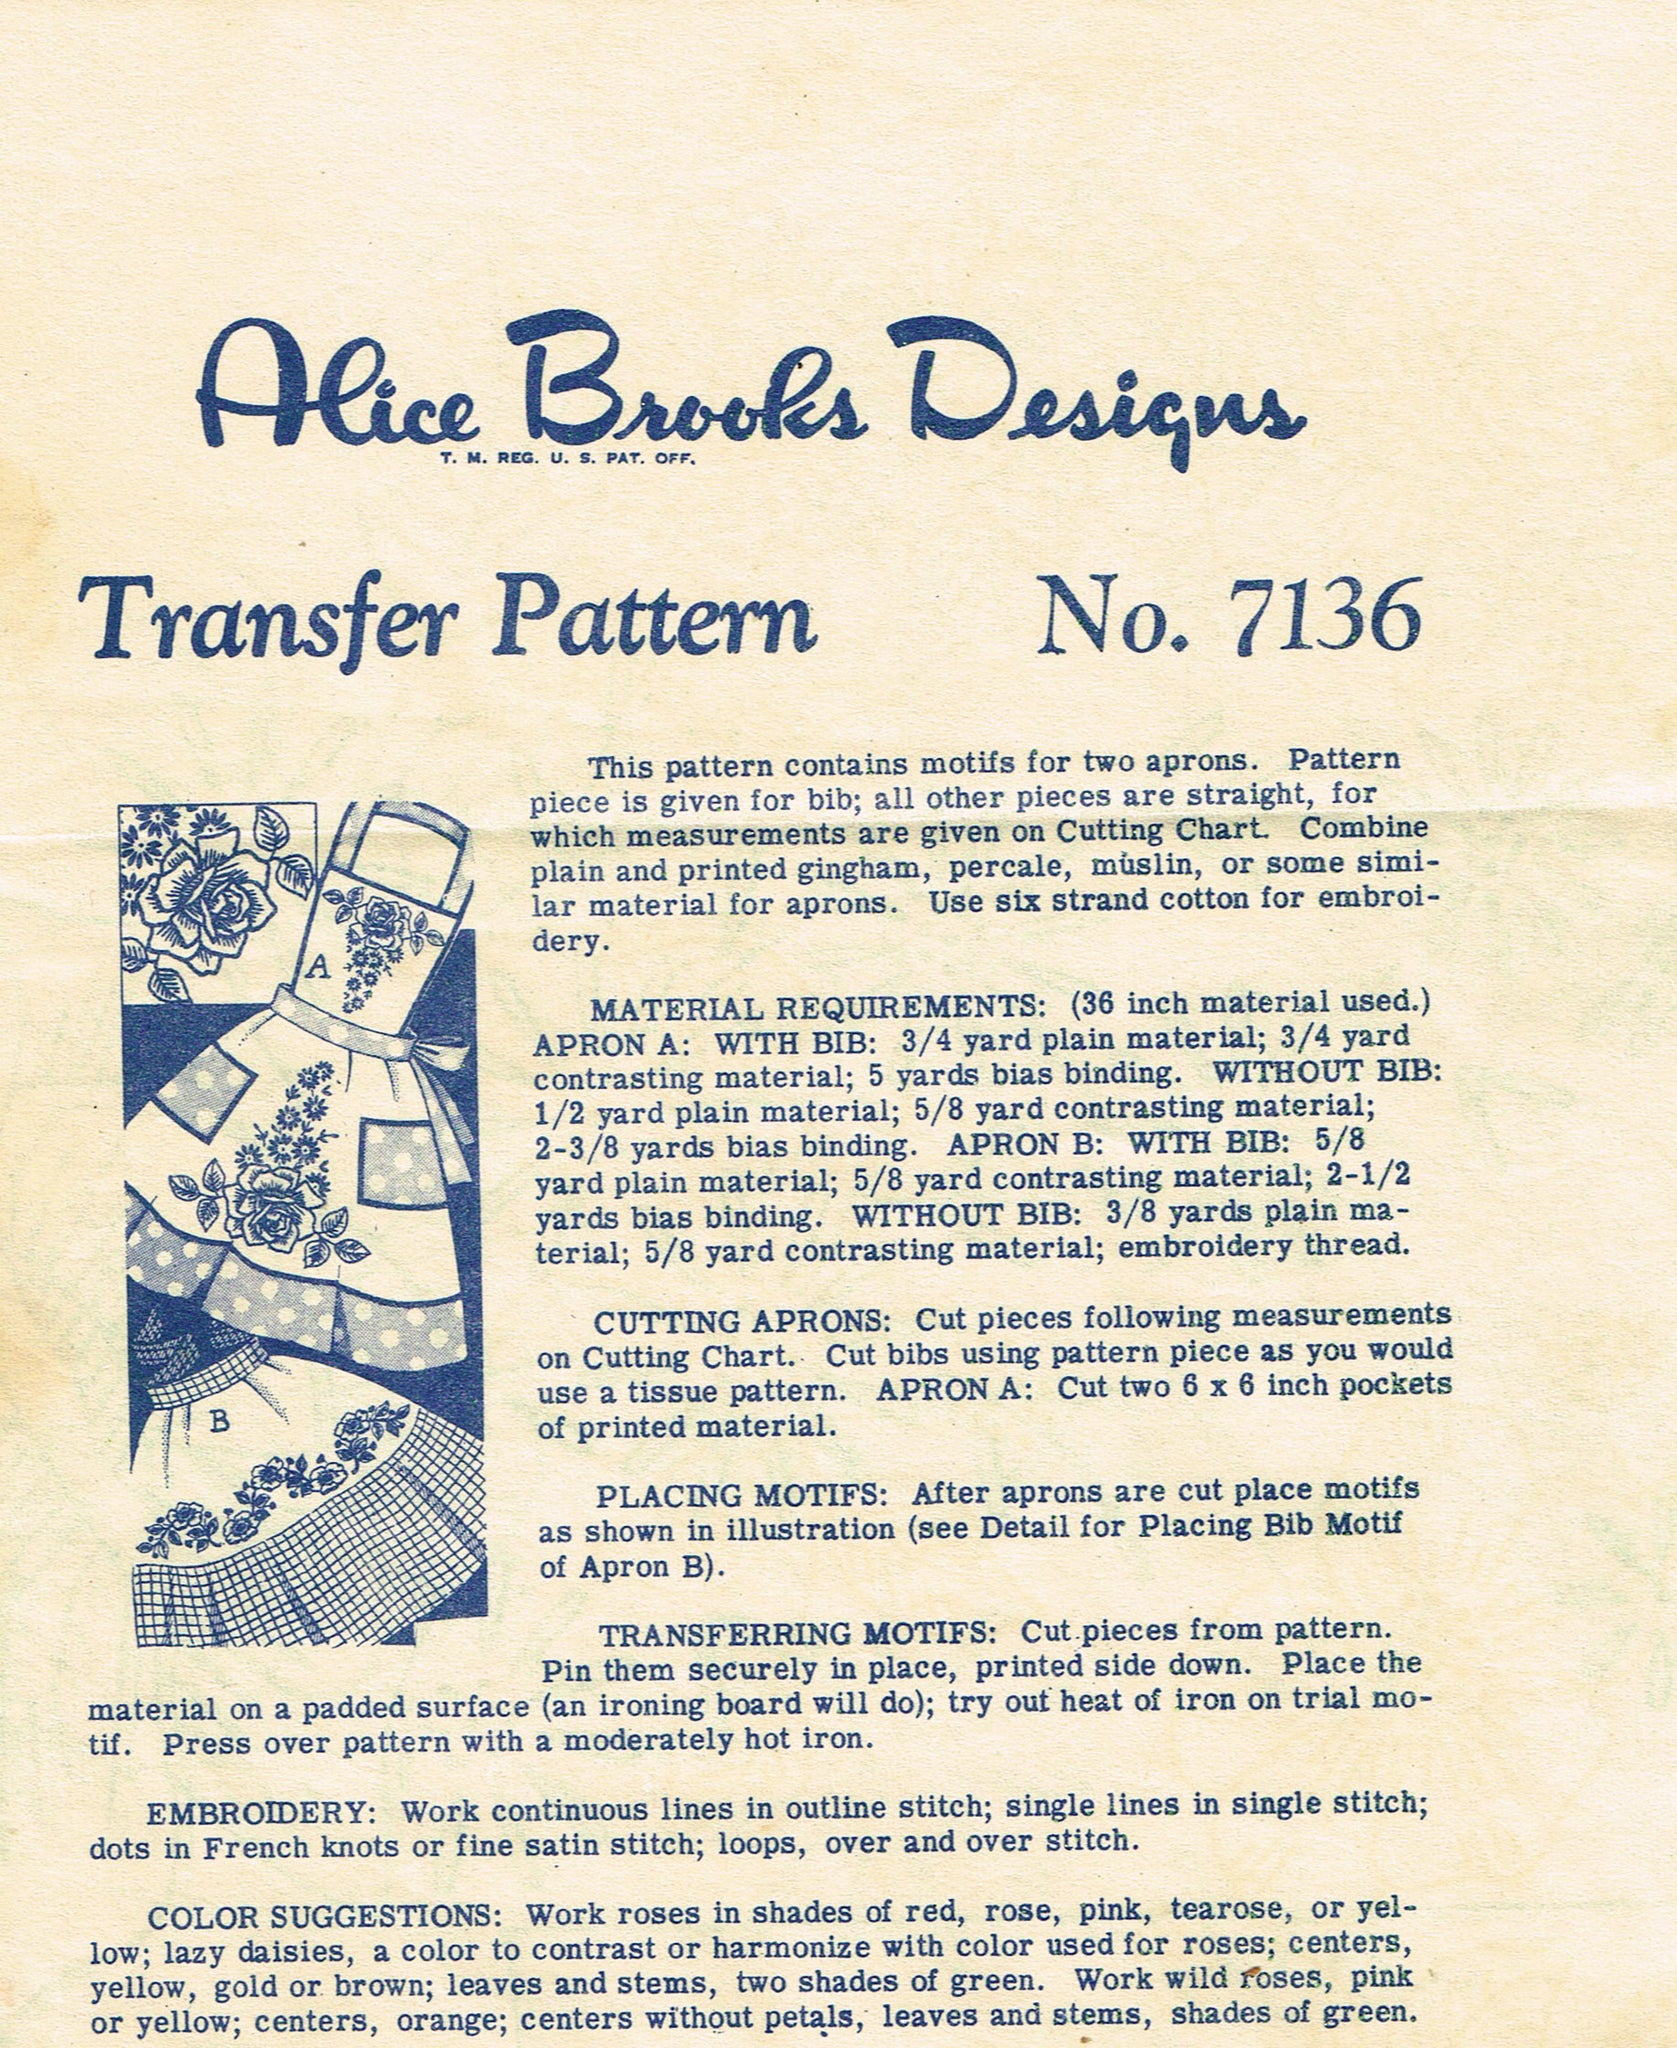 Alice Brooks Designs
T. M. REG. U. S. PAT. OFF.
Transfer Pattern No. 7136
This pattern contains motifs for two aprons. Pattern
piece is given for bib; all other pieces are straight, for
which measurements are given on Cutting Chart. Combine
plain and printed gingham, percale, muslin, or some simi-
lar material for aprons. Use six strand cotton for embroi-
dery.
A
MATERIAL REQUIREMENTS: (36 inch material used.)
APRON A: WITH BIB: 3/4 yard plain material; 3/4 yard
contrasting material; 5 yards bias binding. WITHOUT BIB:
1/2 yard plain material; 5/8 yard contrasting material;
2-3/8 yards bias binding. APRON B: WITH BIB: 5/8
yard plain material; 5/8 yard contrasting material; 2-1/2
yards bias binding. WITHOUT BIB: 3/8 yards plain ma-
terial; 5/8 yard contrasting material; embroidery thread.
CUTTING APRONS: Cut pieces following measurements
on Cutting Chart. Cut bibs using pattern piece as you would
use a tissue pattern. APRON A: Cut two 6 x 6 inch pockets
of printed material.
B
PLACING MOTIFS: After aprons are cut place motifs
as shown in illustration (see Detail for Placing Bib Motif
of Apron B).
TRANSFERRING MOTIFS: Cut pieces from pattern.
Pin them securely in place, printed side down. Place the
material on a padded surface (an ironing board will do); try out heat of iron on trial mo-
tif. Press over pattern with a moderately hot iron.
EMBROIDERY: Work continuous lines in outline stitch; single lines in single stitch;
dots in French knots or fine satin stitch; loops, over and over stitch.
COLOR SUGGESTIONS: Work roses in shades of red, rose, pink, tearose, or yel-
low; lazy daisies, a color to contrast or harmonize with color used for roses; centers,
yellow, gold or brown; leaves and stems, two shades of green. Work wild roses, pink
or yellow; centers, orange; centers without petals, leaves and stems, shades of green.